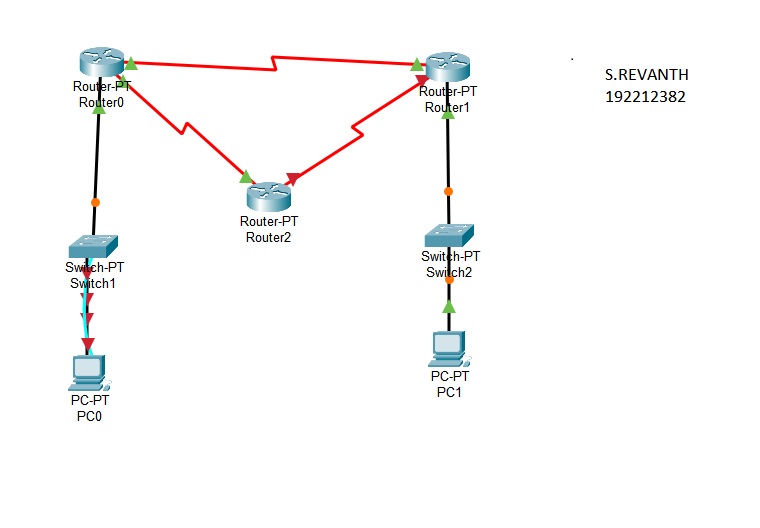 S.REVANTH
192212382
Router-PT
Router0
Router-PT
Router1
Router-PT
Router2
Switch-PT
Switch1
Switch-PT
Switch2
PC-PT
PC0
PC-PT
PC1